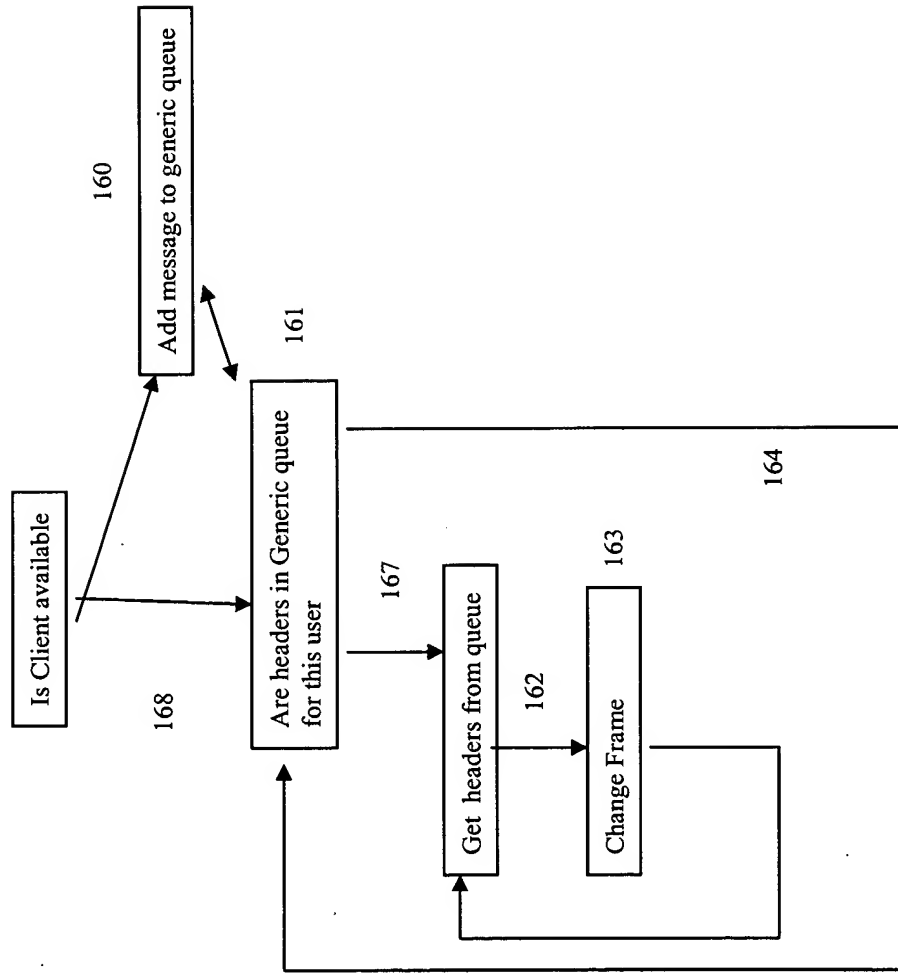 Is Client available
168
160
Add message to generic queue
Are headers in Generic queue
for this user
161
167
Get headers from queue
162
163
Change Frame
164